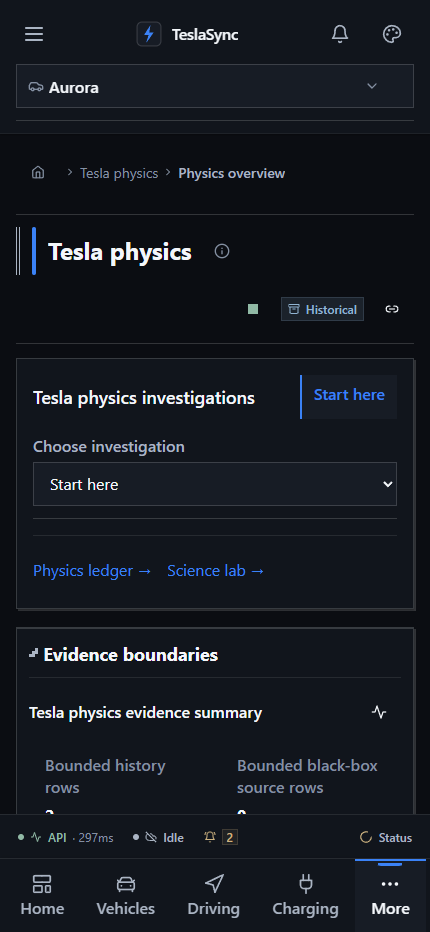 TeslaSync
Aurora
Tesla physics > Physics overview
Tesla physics
Historical
Tesla physics investigations
Start here
Choose investigation
Start here
Physics ledger →
Science lab →
Evidence boundaries
Tesla physics evidence summary
Bounded history
rows
Bounded black-box
source rows
API · 297ms
Idle
2
Status
Home
Vehicles
Driving
Charging
More